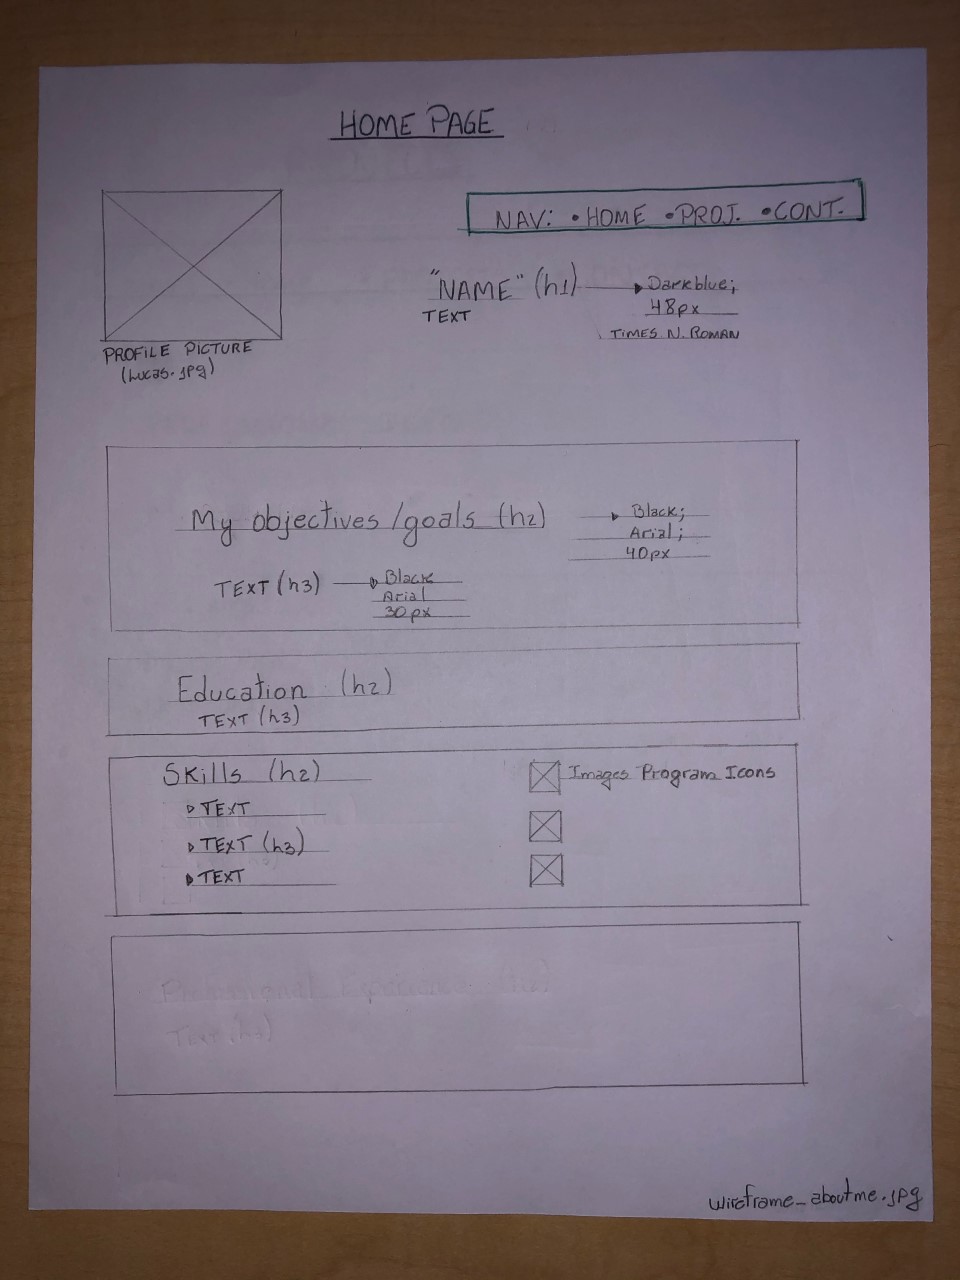 HOME PAGE
NAV: • HOME • PROJ. • CONT.
"NAME" (h1)
TEXT
Darkblue;
48px
TIMES N. ROMAN
PROFILE PICTURE
(Lucas.jpg)
My objectives/goals (h2)
Black;
Arial;
40px
TEXT (h3)
Black
Arial
30px
Education (h2)
TEXT (h3)
Skills (h2)
Images Program Icons
TEXT
TEXT (h3)
TEXT
Text (h3)
wireframe_aboutme.jpg